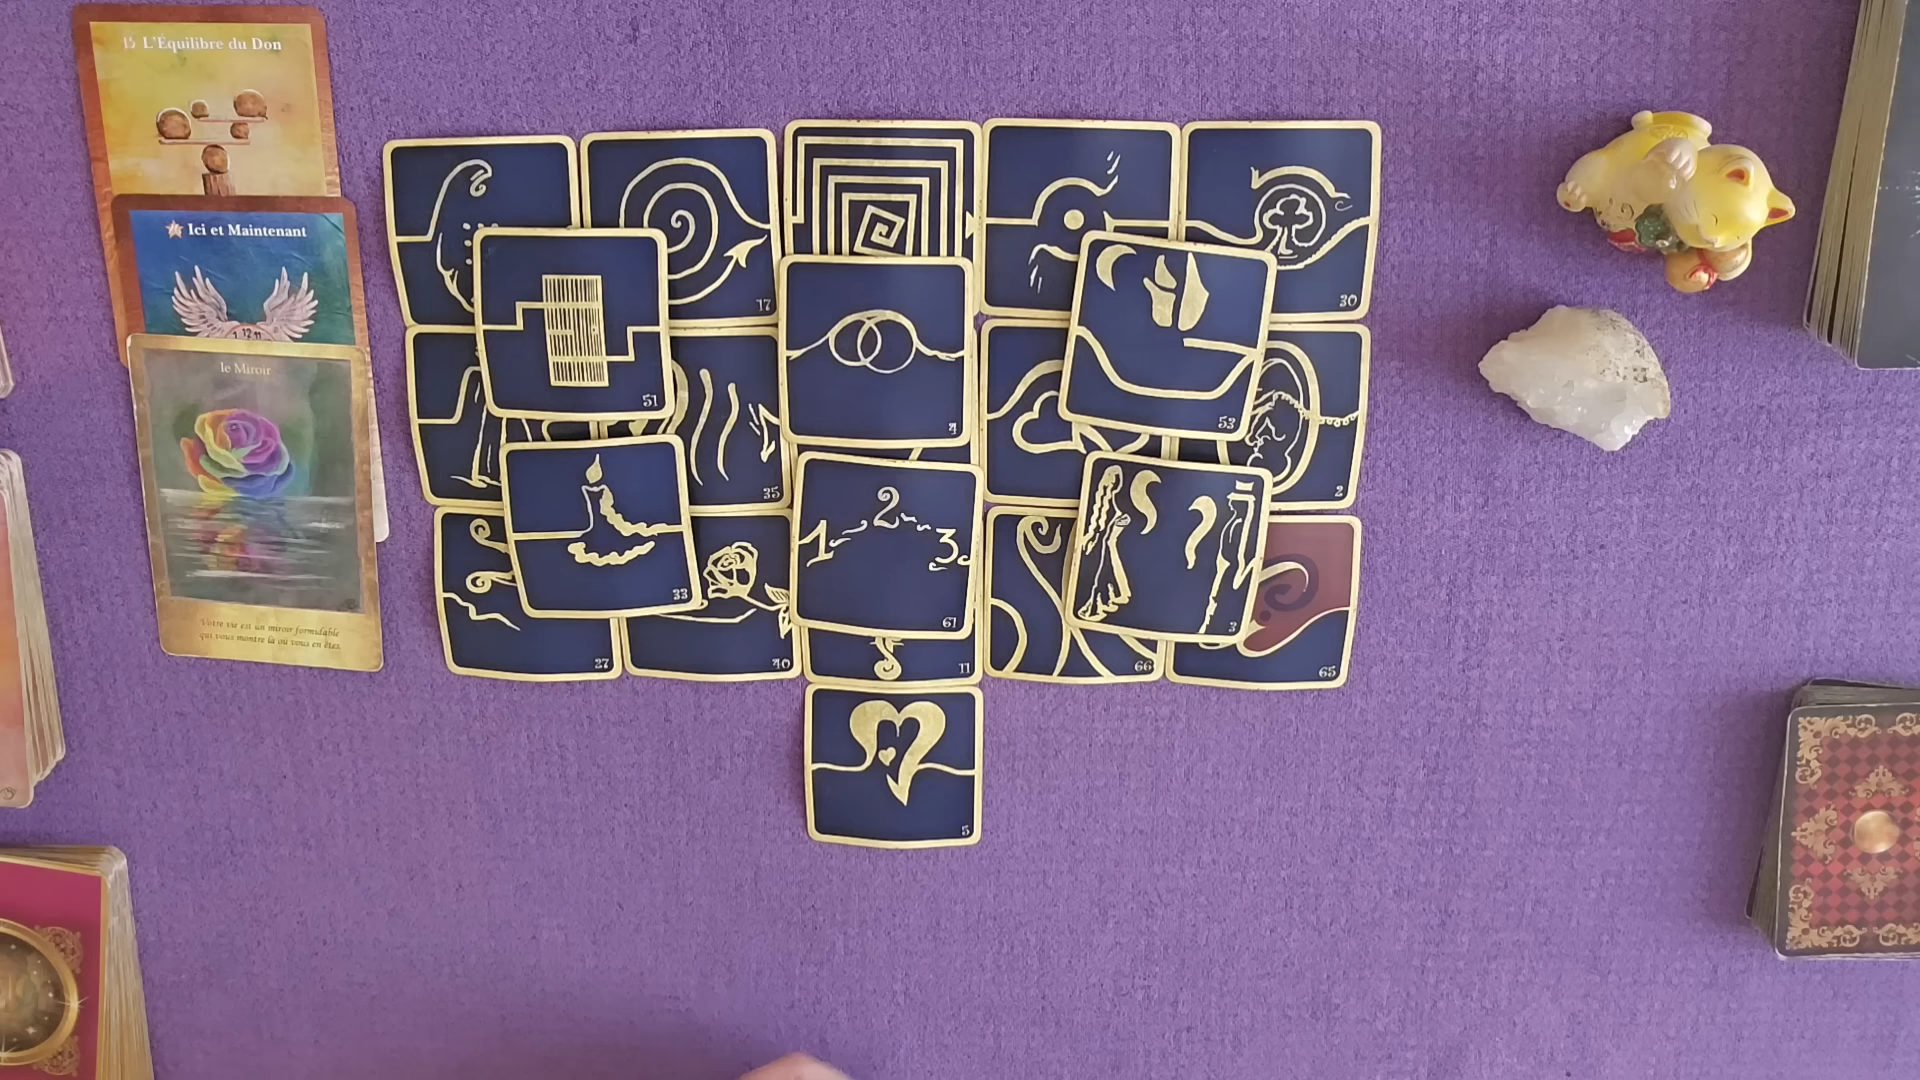 15 L'Équilibre du Don
Ici et Maintenant
12 11
le Miroir
Votre vie est un miroir formidable
qui vous montre là où vous en êtes.
17
30
51
4
53
35
2
33
1 2 3
61
3
27
40
11
66
65
5